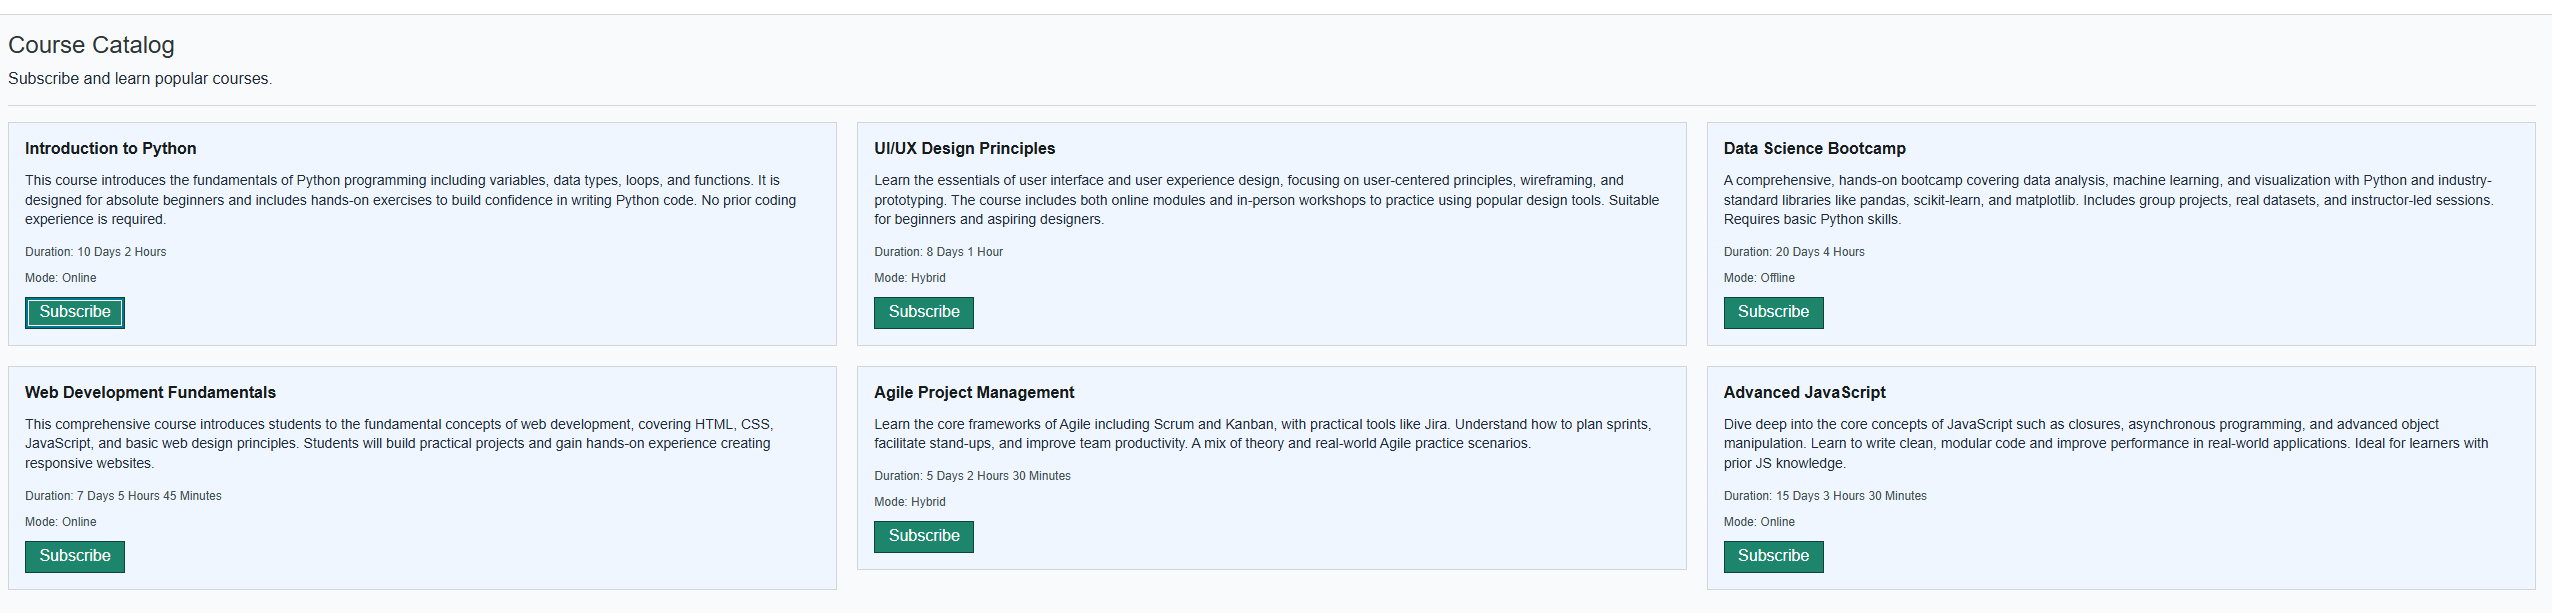 Course Catalog
Subscribe and learn popular courses.
Introduction to Python
This course introduces the fundamentals of Python programming including variables, data types, loops, and functions. It is
designed for absolute beginners and includes hands-on exercises to build confidence in writing Python code. No prior coding
experience is required.
Duration: 10 Days 2 Hours
Mode: Online
Subscribe
UI/UX Design Principles
Learn the essentials of user interface and user experience design, focusing on user-centered principles, wireframing, and
prototyping. The course includes both online modules and in-person workshops to practice using popular design tools. Suitable
for beginners and aspiring designers.
Duration: 8 Days 1 Hour
Mode: Hybrid
Subscribe
Data Science Bootcamp
A comprehensive, hands-on bootcamp covering data analysis, machine learning, and visualization with Python and industry-
standard libraries like pandas, scikit-learn, and matplotlib. Includes group projects, real datasets, and instructor-led sessions.
Requires basic Python skills.
Duration: 20 Days 4 Hours
Mode: Offline
Subscribe
Web Development Fundamentals
This comprehensive course introduces students to the fundamental concepts of web development, covering HTML, CSS,
JavaScript, and basic web design principles. Students will build practical projects and gain hands-on experience creating
responsive websites.
Duration: 7 Days 5 Hours 45 Minutes
Mode: Online
Subscribe
Agile Project Management
Learn the core frameworks of Agile including Scrum and Kanban, with practical tools like Jira. Understand how to plan sprints,
facilitate stand-ups, and improve team productivity. A mix of theory and real-world Agile practice scenarios.
Duration: 5 Days 2 Hours 30 Minutes
Mode: Hybrid
Subscribe
Advanced JavaScript
Dive deep into the core concepts of JavaScript such as closures, asynchronous programming, and advanced object
manipulation. Learn to write clean, modular code and improve performance in real-world applications. Ideal for learners with
prior JS knowledge.
Duration: 15 Days 3 Hours 30 Minutes
Mode: Online
Subscribe